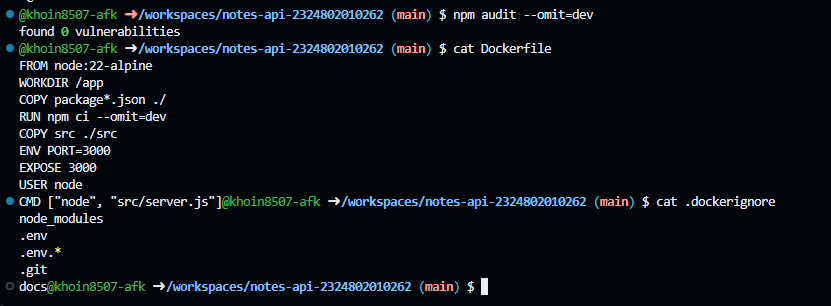 @khoin8507-afk ➜/workspaces/notes-api-2324802010262 (main) $ npm audit --omit=dev
found 0 vulnerabilities
@khoin8507-afk ➜/workspaces/notes-api-2324802010262 (main) $ cat Dockerfile
FROM node:22-alpine
WORKDIR /app
COPY package*.json ./
RUN npm ci --omit=dev
COPY src ./src
ENV PORT=3000
EXPOSE 3000
USER node
CMD ["node", "src/server.js"]@khoin8507-afk ➜/workspaces/notes-api-2324802010262 (main) $ cat .dockerignore
node_modules
.env
.env.*
.git
docs@khoin8507-afk ➜/workspaces/notes-api-2324802010262 (main) $